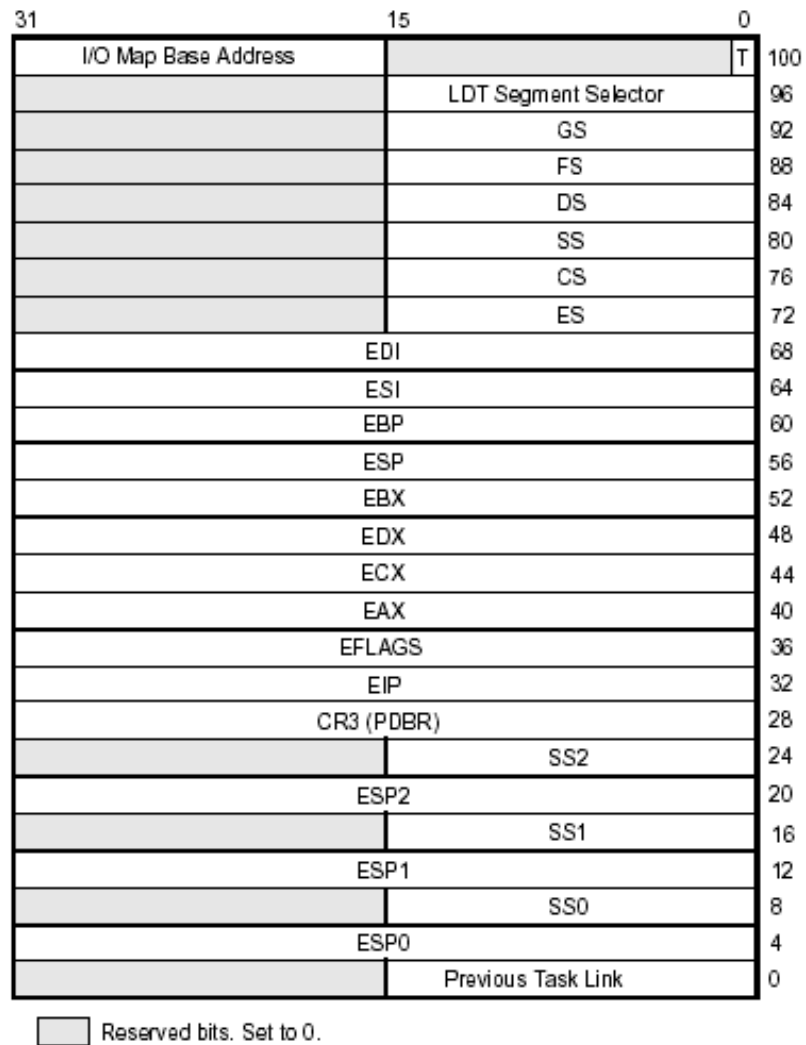 31 15 0
I/O Map Base Address T 100
LDT Segment Selector 96
GS 92
FS 88
DS 84
SS 80
CS 76
ES 72
EDI 68
ESI 64
EBP 60
ESP 56
EBX 52
EDX 48
ECX 44
EAX 40
EFLAGS 36
EIP 32
CR3 (PDBR) 28
SS2 24
ESP2 20
SS1 16
ESP1 12
SS0 8
ESP0 4
Previous Task Link 0
Reserved bits. Set to 0.